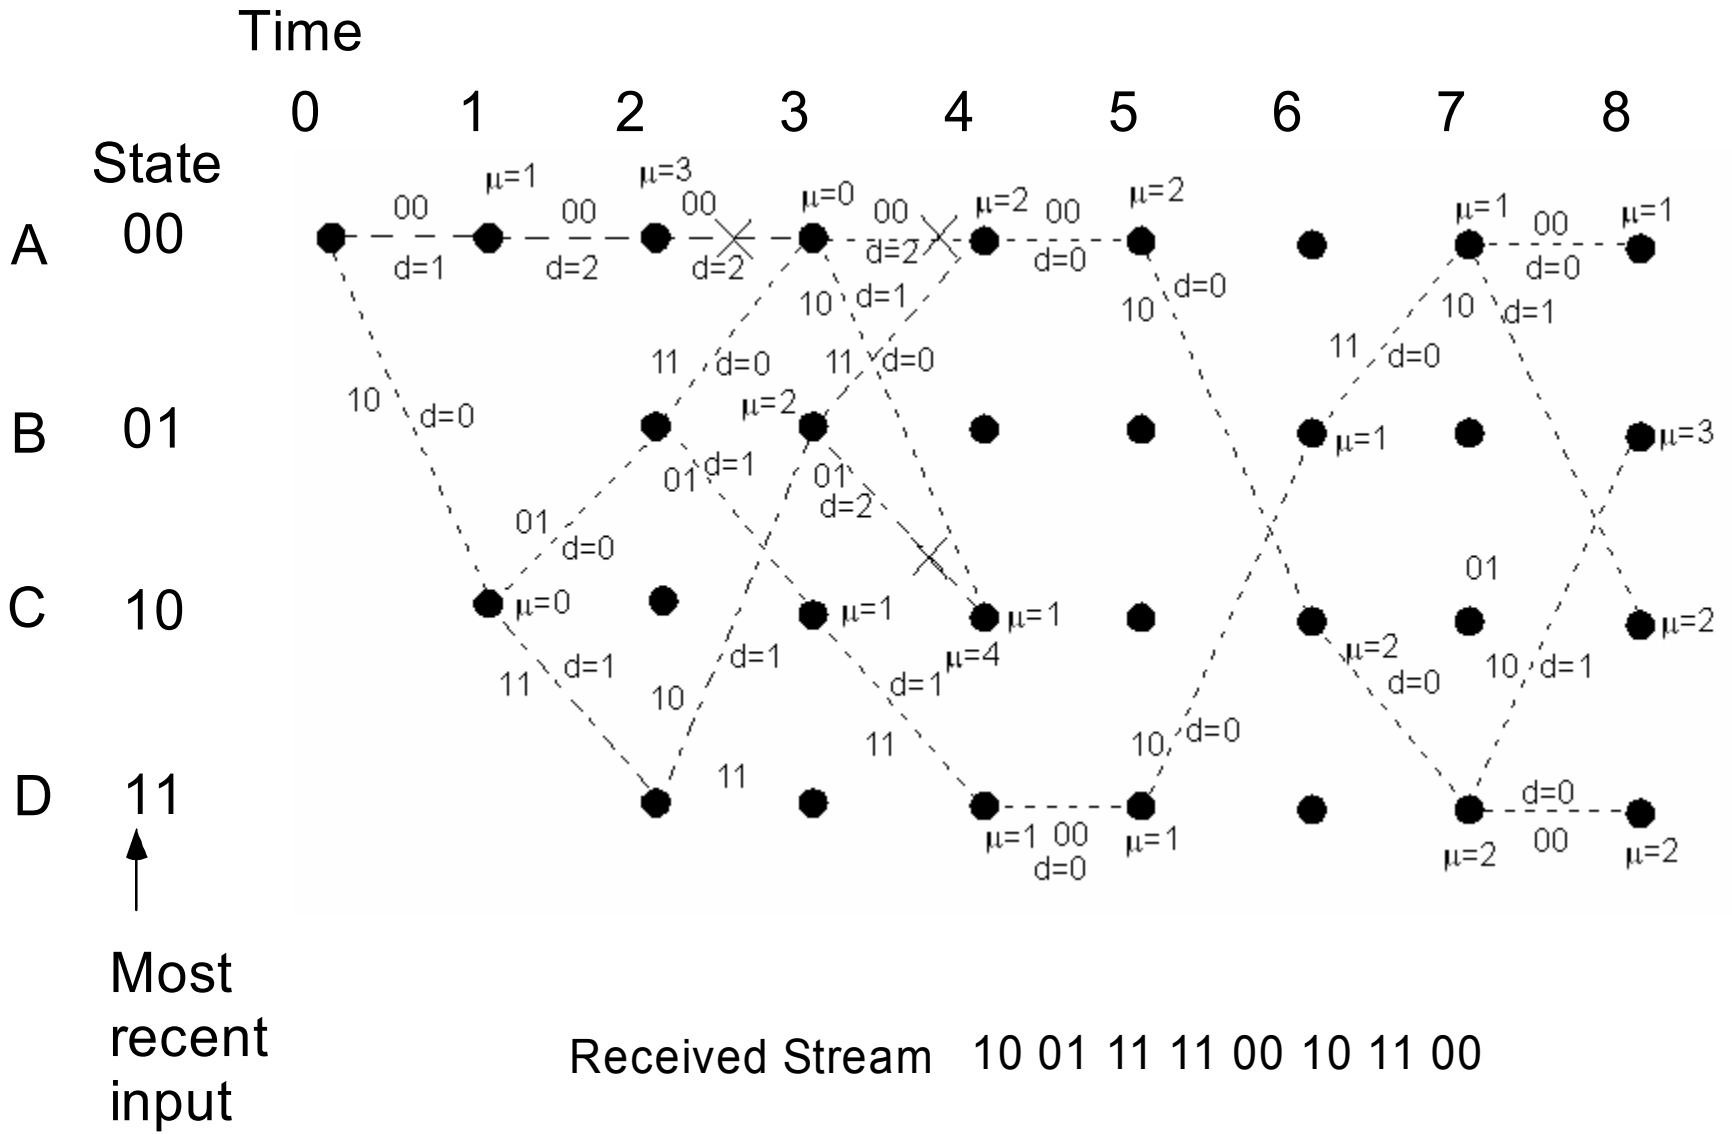 Time
0 1 2 3 4 5 6 7 8
State
A 00
μ=1 μ=3 μ=0 μ=2 μ=2 μ=1 μ=1
00 00 00 00 00 00
d=1 d=2 d=2 d=2 d=0 d=0
10 d=1 10 d=0 10 d=1
11 d=0 11 d=0 11 d=0
10 d=0
B 01
μ=2 μ=1 μ=3
01 d=1 01 d=2
01 d=0
01
C 10
μ=0 μ=1 μ=1 μ=2 μ=2
μ=4
11 d=1 10 d=1 d=1 d=0 10 d=1
11 10 d=0
11
D 11
d=0
μ=1 00 μ=1 μ=2 00 μ=2
d=0
Most
recent
input
Received Stream 10 01 11 11 00 10 11 00